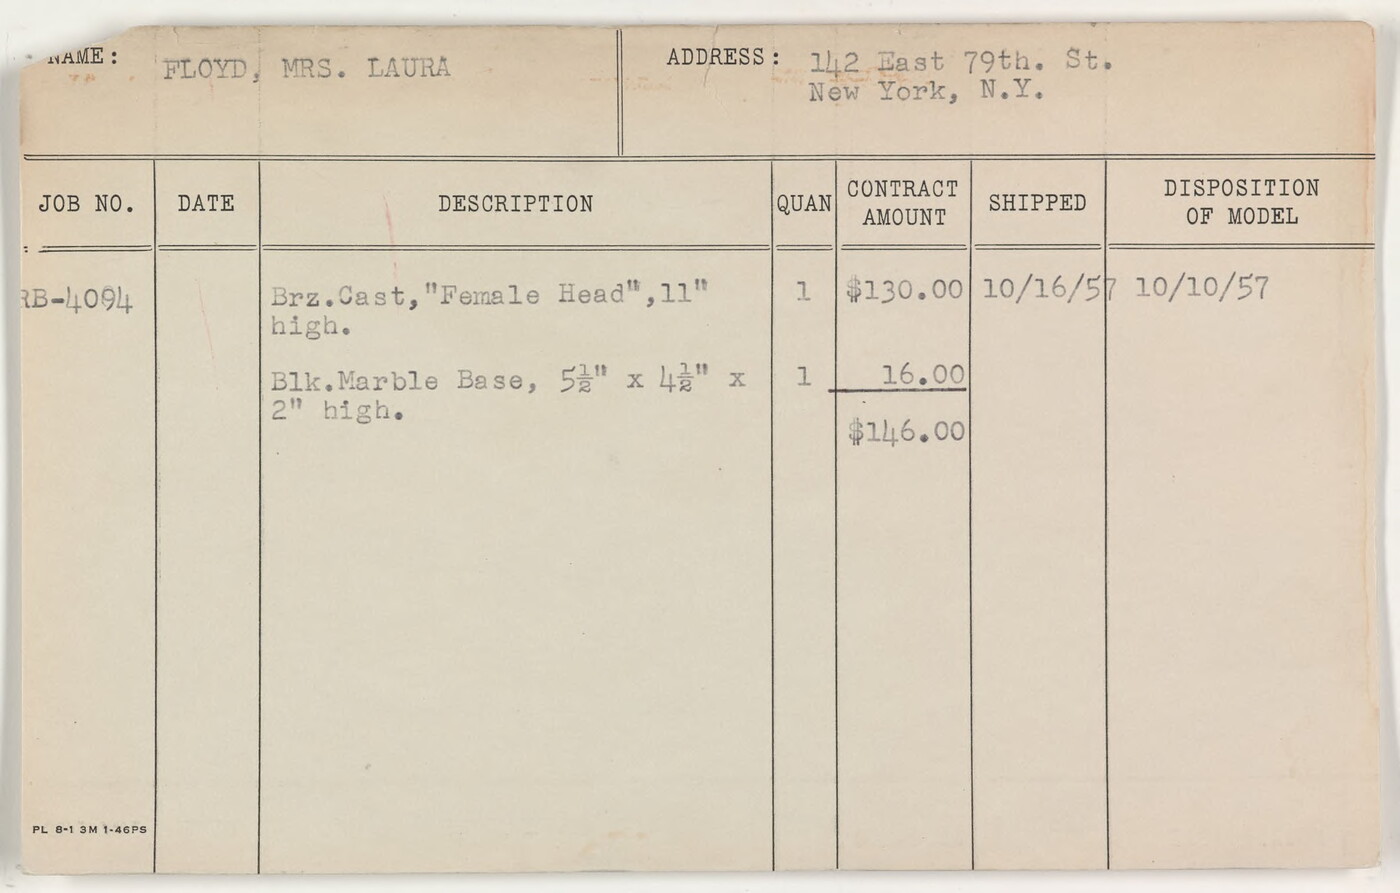 NAME: FLOYD, MRS. LAURA
ADDRESS: 142 East 79th. St.
New York, N.Y.
JOB NO. DATE DESCRIPTION QUAN CONTRACT AMOUNT SHIPPED DISPOSITION OF MODEL
RB-4094 Brz.Cast,"Female Head",11" 1 $130.00 10/16/57 10/10/57
high.
Blk.Marble Base, 5½" x 4½" x 1 16.00
2" high.
$146.00
PL 8-1 3M 1-46PS